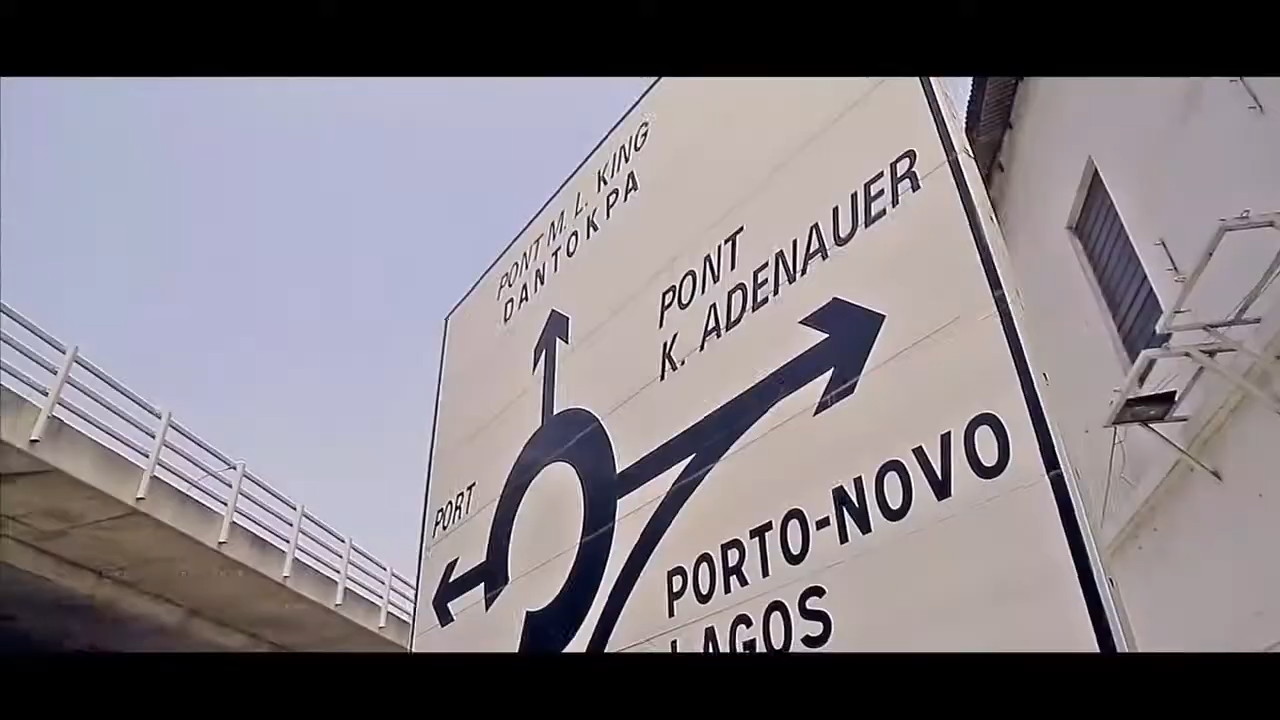 PONT M. L. KING
DANTOKPA
PONT
K. ADENAUER
PORT
PORTO-NOVO
LAGOS